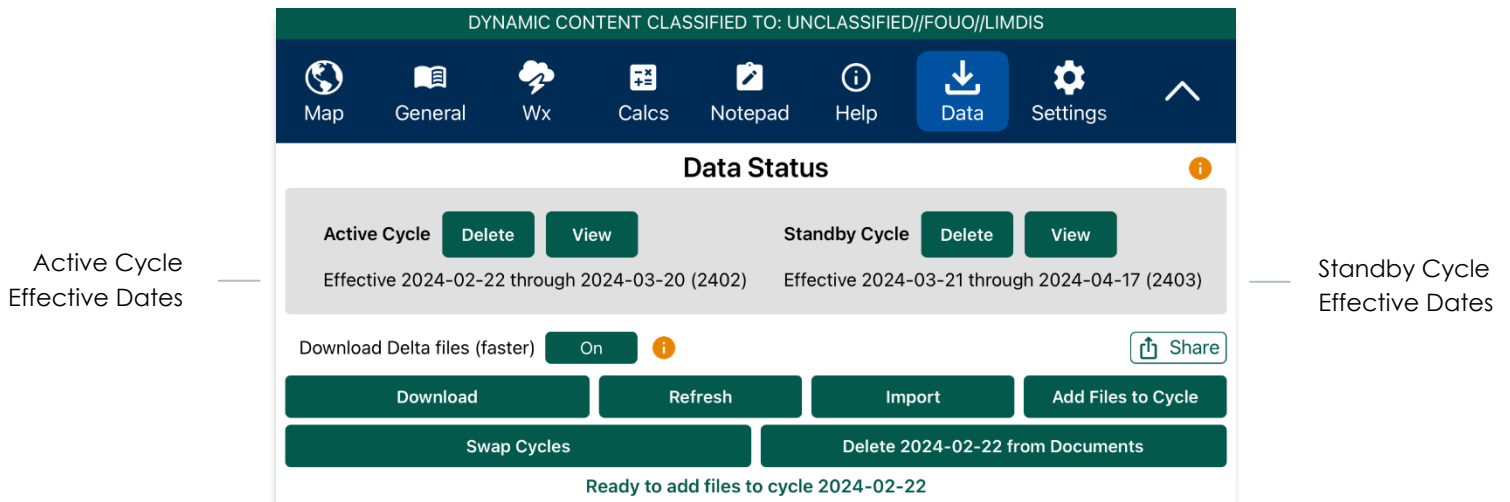 DYNAMIC CONTENT CLASSIFIED TO: UNCLASSIFIED//FOUO//LIMDIS
Map General Wx Calcs Notepad Help Data Settings
Data Status
Active Cycle Delete View Standby Cycle Delete View
Effective 2024-02-22 through 2024-03-20 (2402) Effective 2024-03-21 through 2024-04-17 (2403)
Active Cycle
Effective Dates
Standby Cycle
Effective Dates
Download Delta files (faster) On Share
Download Refresh Import Add Files to Cycle
Swap Cycles Delete 2024-02-22 from Documents
Ready to add files to cycle 2024-02-22